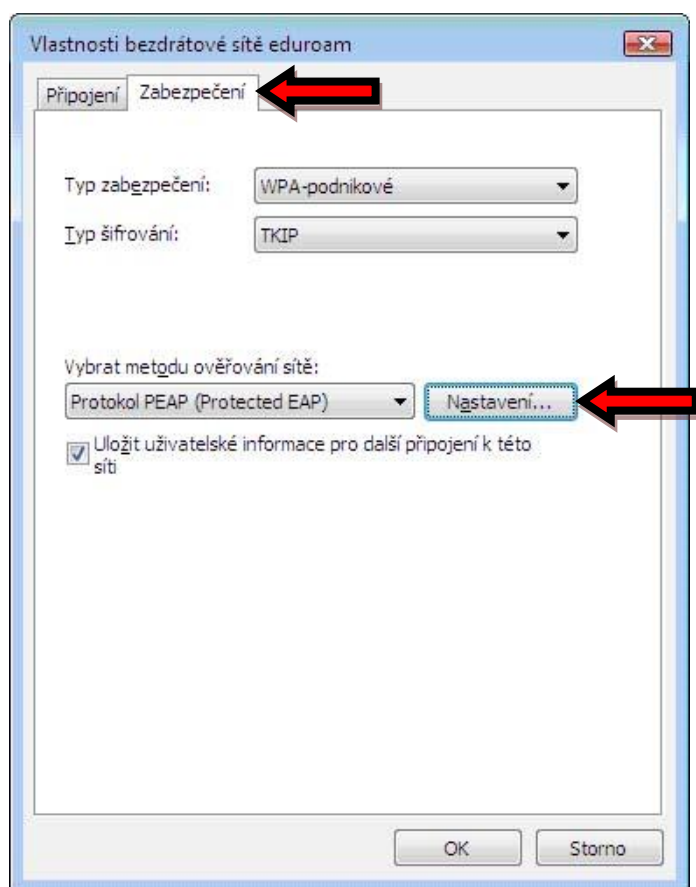 Vlastnosti bezdrátové sítě eduroam
Připojení Zabezpečení
Typ zabezpečení: WPA-podnikové
Typ šifrování: TKIP
Vybrat metodu ověřování sítě:
Protokol PEAP (Protected EAP) Nastavení...
Uložit uživatelské informace pro další připojení k této
síti
OK Storno